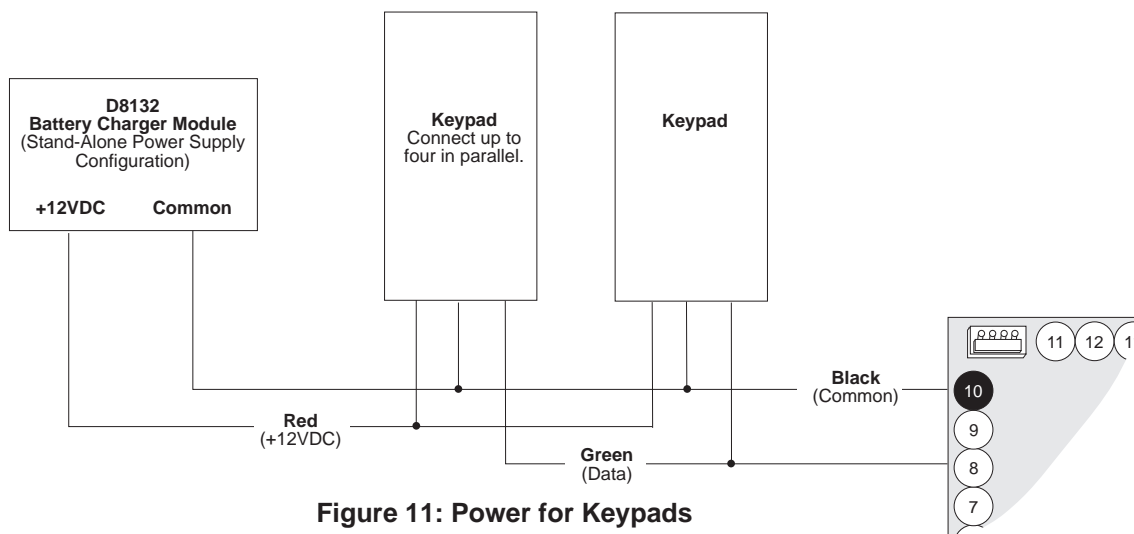 D8132
Battery Charger Module
(Stand-Alone Power Supply
Configuration)
+12VDC Common
Keypad
Connect up to
four in parallel.
Keypad
Red
(+12VDC)
Black
(Common)
Green
(Data)
11 12 1
10
9
8
7
Figure 11: Power for Keypads